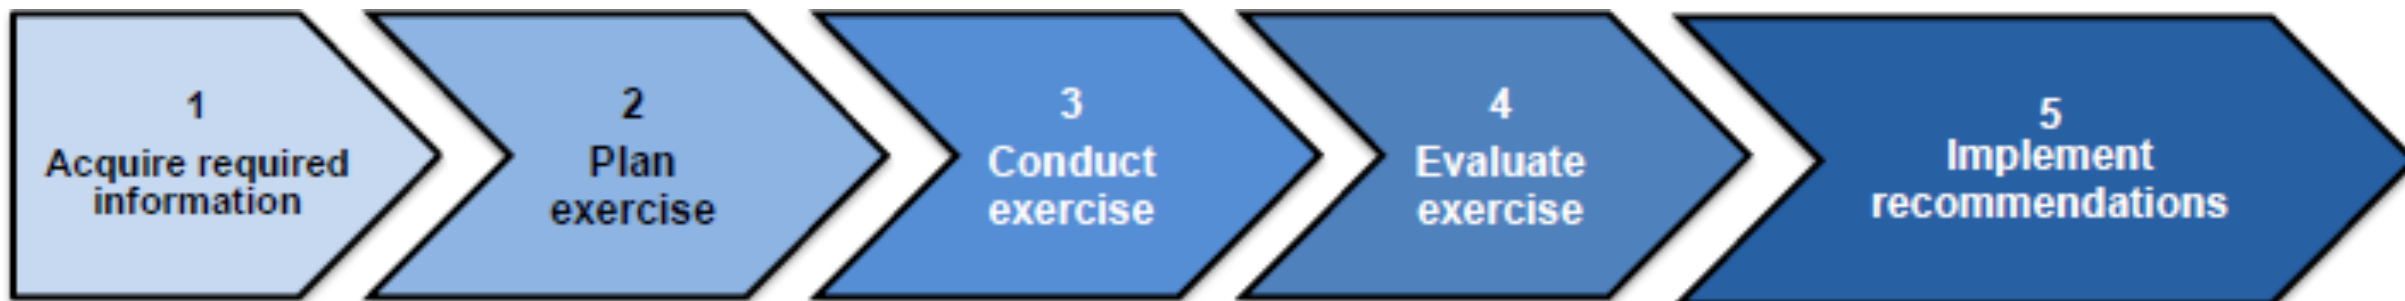 1
Acquire required
information
2
Plan
exercise
3
Conduct
exercise
4
Evaluate
exercise
5
Implement
recommendations